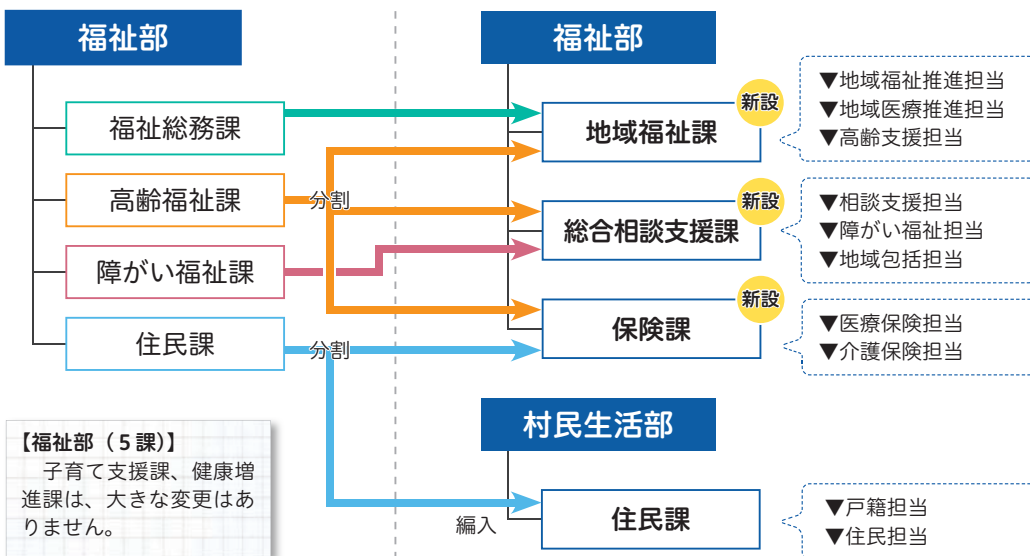 福祉部
福祉総務課
高齢福祉課
分割
障がい福祉課
住民課
分割
【福祉部（５課）】
子育て支援課、健康増
進課は、大きな変更はあ
りません。
福祉部
新設
地域福祉課
▼地域福祉推進担当
▼地域医療推進担当
▼高齢支援担当
新設
総合相談支援課
▼相談支援担当
▼障がい福祉担当
▼地域包括担当
新設
保険課
▼医療保険担当
▼介護保険担当
村民生活部
編入
住民課
▼戸籍担当
▼住民担当